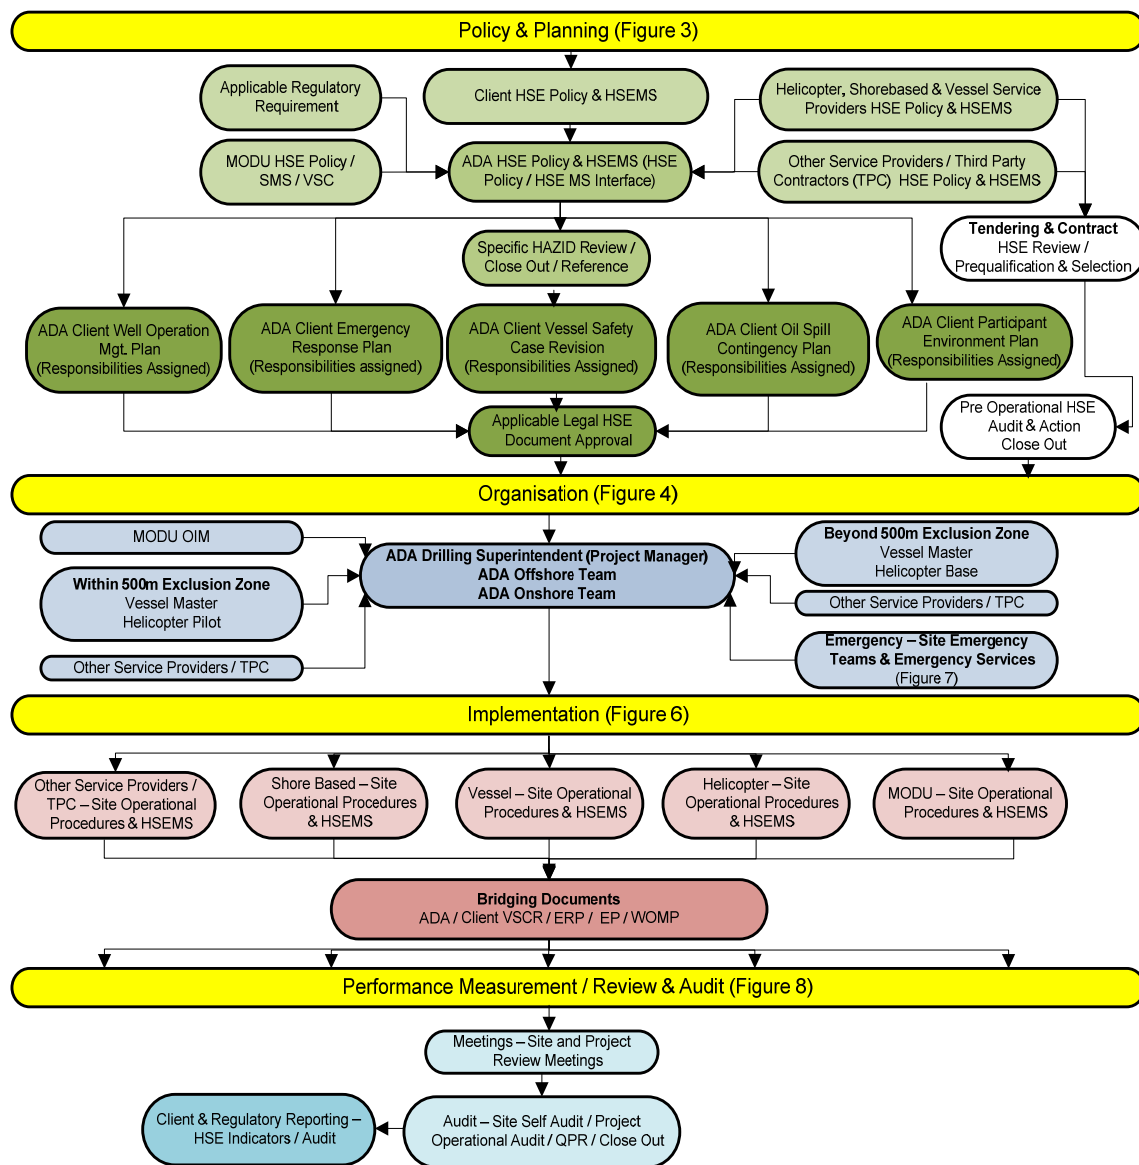 Policy & Planning (Figure 3)
Applicable Regulatory
Requirement
Client HSE Policy & HSEMS
Helicopter, Shorebased & Vessel Service
Providers HSE Policy & HSEMS
MODU HSE Policy /
SMS / VSC
ADA HSE Policy & HSEMS (HSE
Policy / HSE MS Interface)
Other Service Providers / Third Party
Contractors (TPC) HSE Policy & HSEMS
Specific HAZID Review /
Close Out / Reference
Tendering & Contract
HSE Review /
Prequalification & Selection
ADA Client Well Operation
Mgt. Plan
(Responsibilities Assigned)
ADA Client Emergency
Response Plan
(Responsibilities assigned)
ADA Client Vessel Safety
Case Revision
(Responsibilities Assigned)
ADA Client Oil Spill
Contingency Plan
(Responsibilities Assigned)
ADA Client Participant
Environment Plan
(Responsibilities Assigned)
Applicable Legal HSE
Document Approval
Pre Operational HSE
Audit & Action
Close Out
Organisation (Figure 4)
MODU OIM
Within 500m Exclusion Zone
Vessel Master
Helicopter Pilot
Other Service Providers / TPC
ADA Drilling Superintendent (Project Manager)
ADA Offshore Team
ADA Onshore Team
Beyond 500m Exclusion Zone
Vessel Master
Helicopter Base
Other Service Providers / TPC
Emergency – Site Emergency
Teams & Emergency Services
(Figure 7)
Implementation (Figure 6)
Other Service Providers /
TPC – Site Operational
Procedures & HSEMS
Shore Based – Site
Operational Procedures
& HSEMS
Vessel – Site Operational
Procedures & HSEMS
Helicopter – Site
Operational Procedures
& HSEMS
MODU – Site Operational
Procedures & HSEMS
Bridging Documents
ADA / Client VSCR / ERP / EP / WOMP
Performance Measurement / Review & Audit (Figure 8)
Meetings – Site and Project
Review Meetings
Client & Regulatory Reporting –
HSE Indicators / Audit
Audit – Site Self Audit / Project
Operational Audit / QPR / Close Out